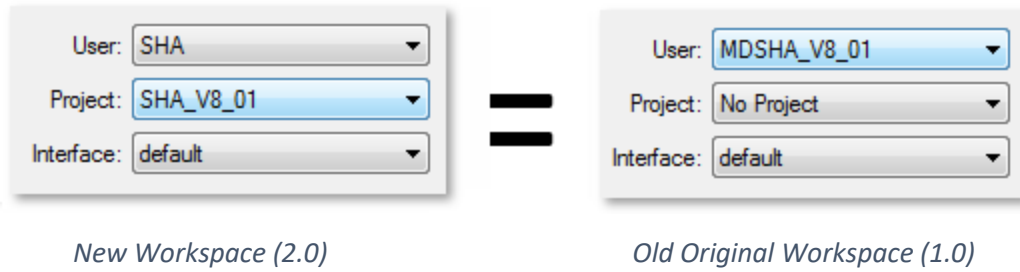 User: SHA
Project: SHA_V8_01
Interface: default
New Workspace (2.0)
=
User: MDSHA_V8_01
Project: No Project
Interface: default
Old Original Workspace (1.0)